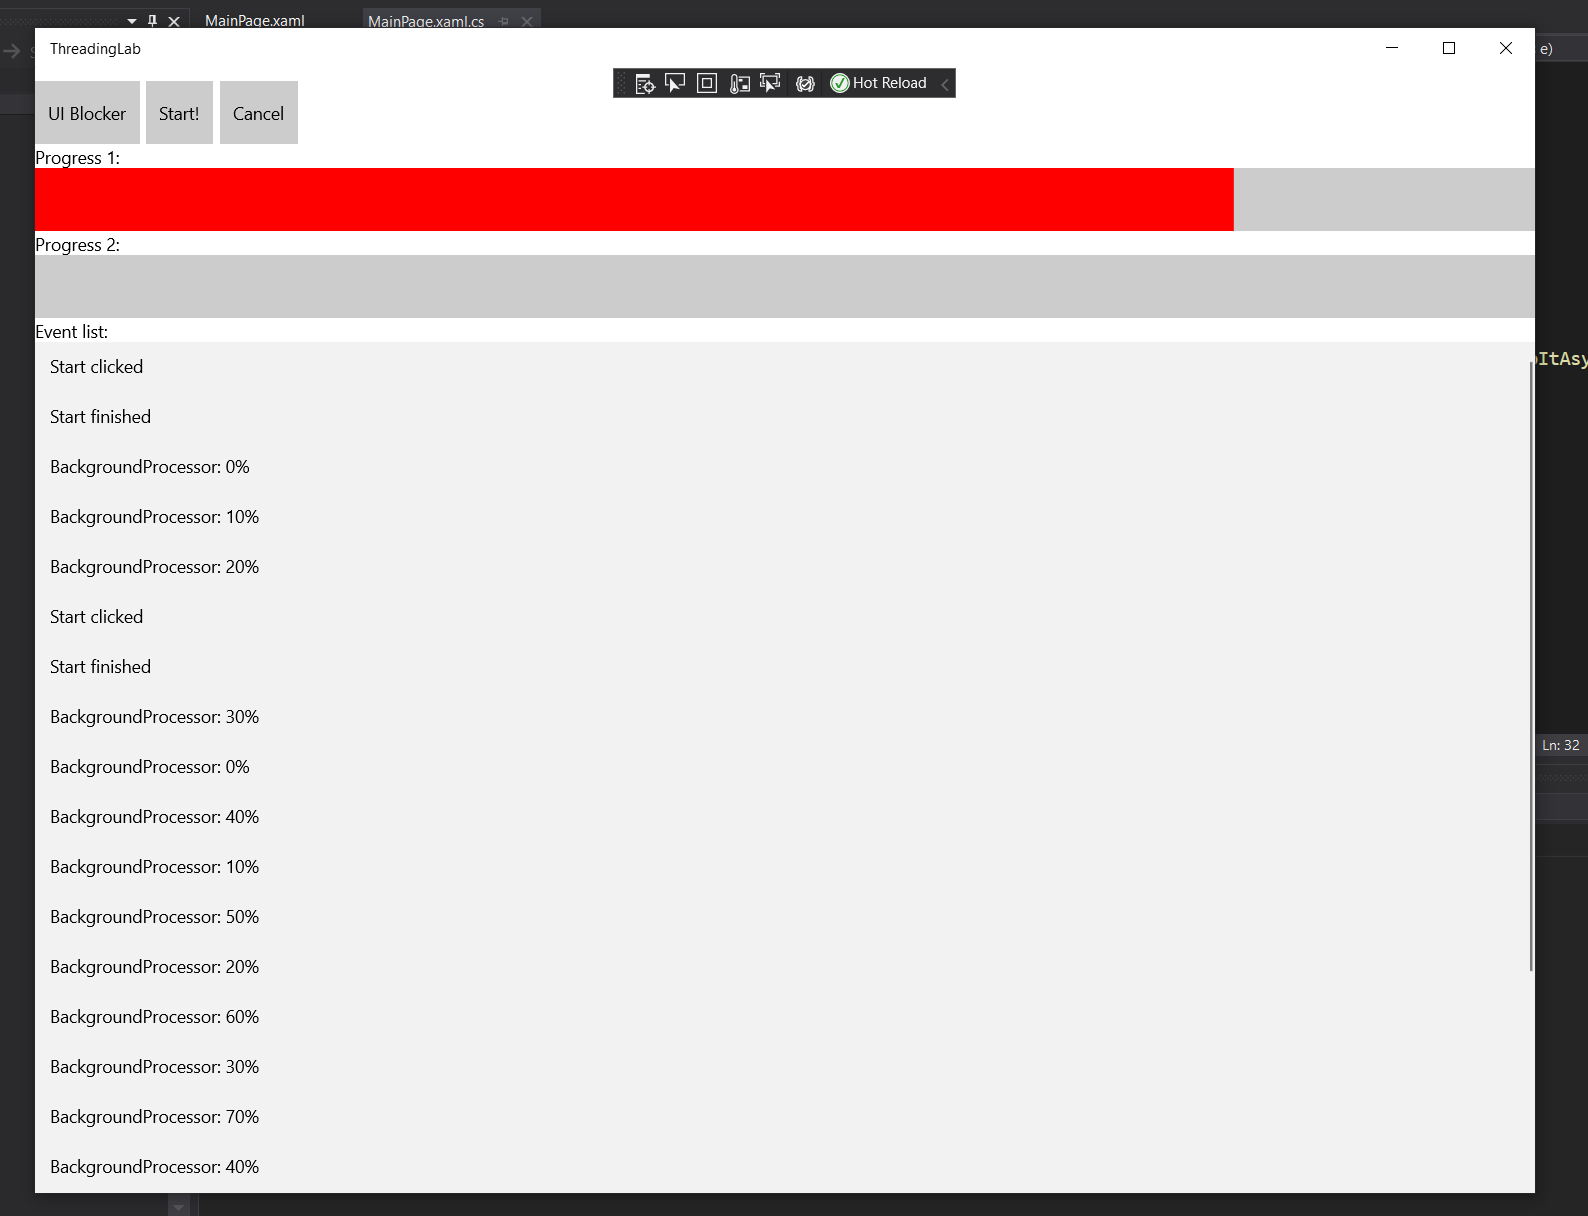 MainPage.xaml MainPage.xaml.cs
ThreadingLab
e)
Hot Reload
UI Blocker Start! Cancel
Progress 1:
Progress 2:
Event list:
Start clicked
Start finished
BackgroundProcessor: 0%
BackgroundProcessor: 10%
BackgroundProcessor: 20%
Start clicked
Start finished
BackgroundProcessor: 30%
BackgroundProcessor: 0%
BackgroundProcessor: 40%
BackgroundProcessor: 10%
BackgroundProcessor: 50%
BackgroundProcessor: 20%
BackgroundProcessor: 60%
BackgroundProcessor: 30%
BackgroundProcessor: 70%
BackgroundProcessor: 40%
ItAsy
Ln: 32